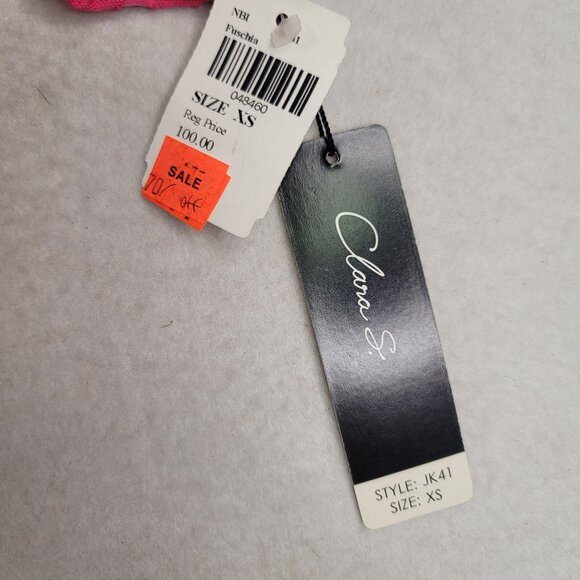 NBI
Fuschia
048460
SIZE XS
Reg Price
100.00
SALE
70% off
Clara S.
STYLE: JK41
SIZE: XS